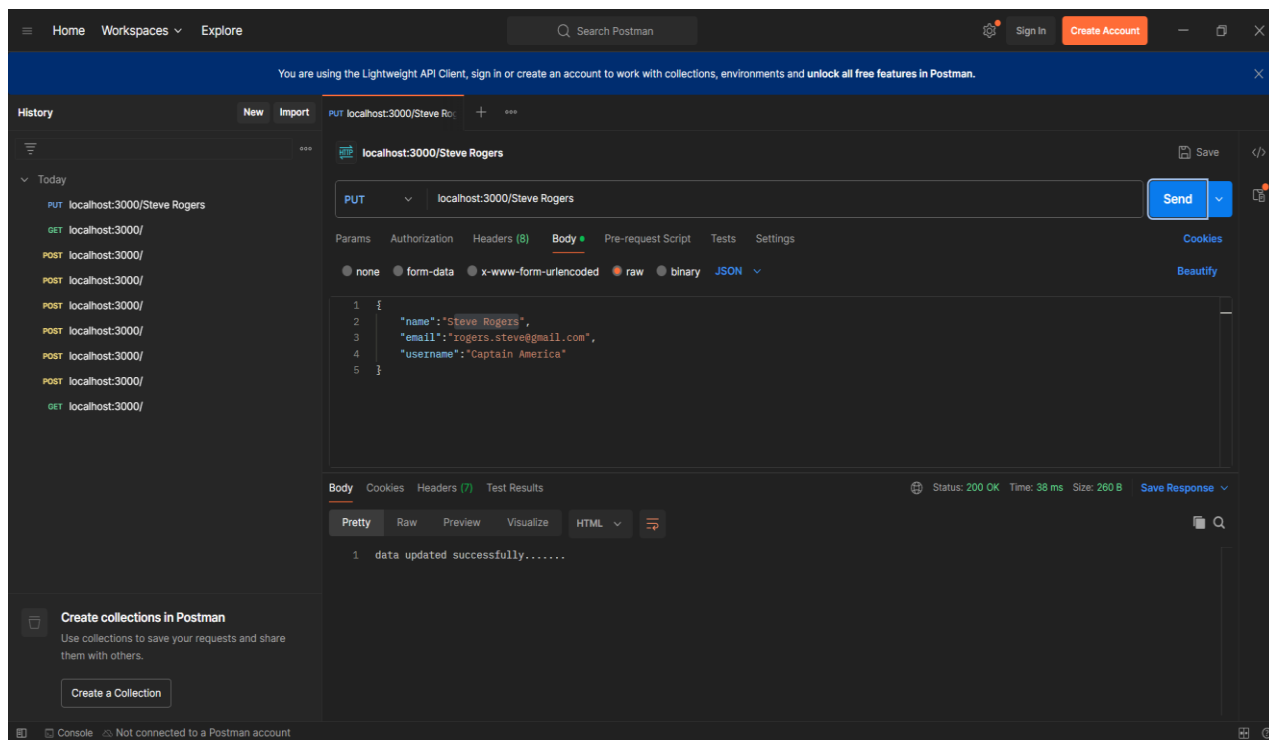 Home Workspaces Explore Search Postman Sign In Create Account
You are using the Lightweight API Client, sign in or create an account to work with collections, environments and unlock all free features in Postman.
History New Import
PUT localhost:3000/Steve Rog
Today
PUT localhost:3000/Steve Rogers
GET localhost:3000/
POST localhost:3000/
POST localhost:3000/
POST localhost:3000/
POST localhost:3000/
POST localhost:3000/
POST localhost:3000/
GET localhost:3000/
Create collections in Postman
Use collections to save your requests and share
them with others.
Create a Collection
HTTP localhost:3000/Steve Rogers Save
PUT localhost:3000/Steve Rogers Send
Params Authorization Headers (8) Body Pre-request Script Tests Settings Cookies
none form-data x-www-form-urlencoded raw binary JSON Beautify
1 {
2 "name":"Steve Rogers",
3 "email":"rogers.steve@gmail.com",
4 "username":"Captain America"
5 }
Body Cookies Headers (7) Test Results Status: 200 OK Time: 38 ms Size: 260 B Save Response
Pretty Raw Preview Visualize HTML
1 data updated successfully.......
Console Not connected to a Postman account